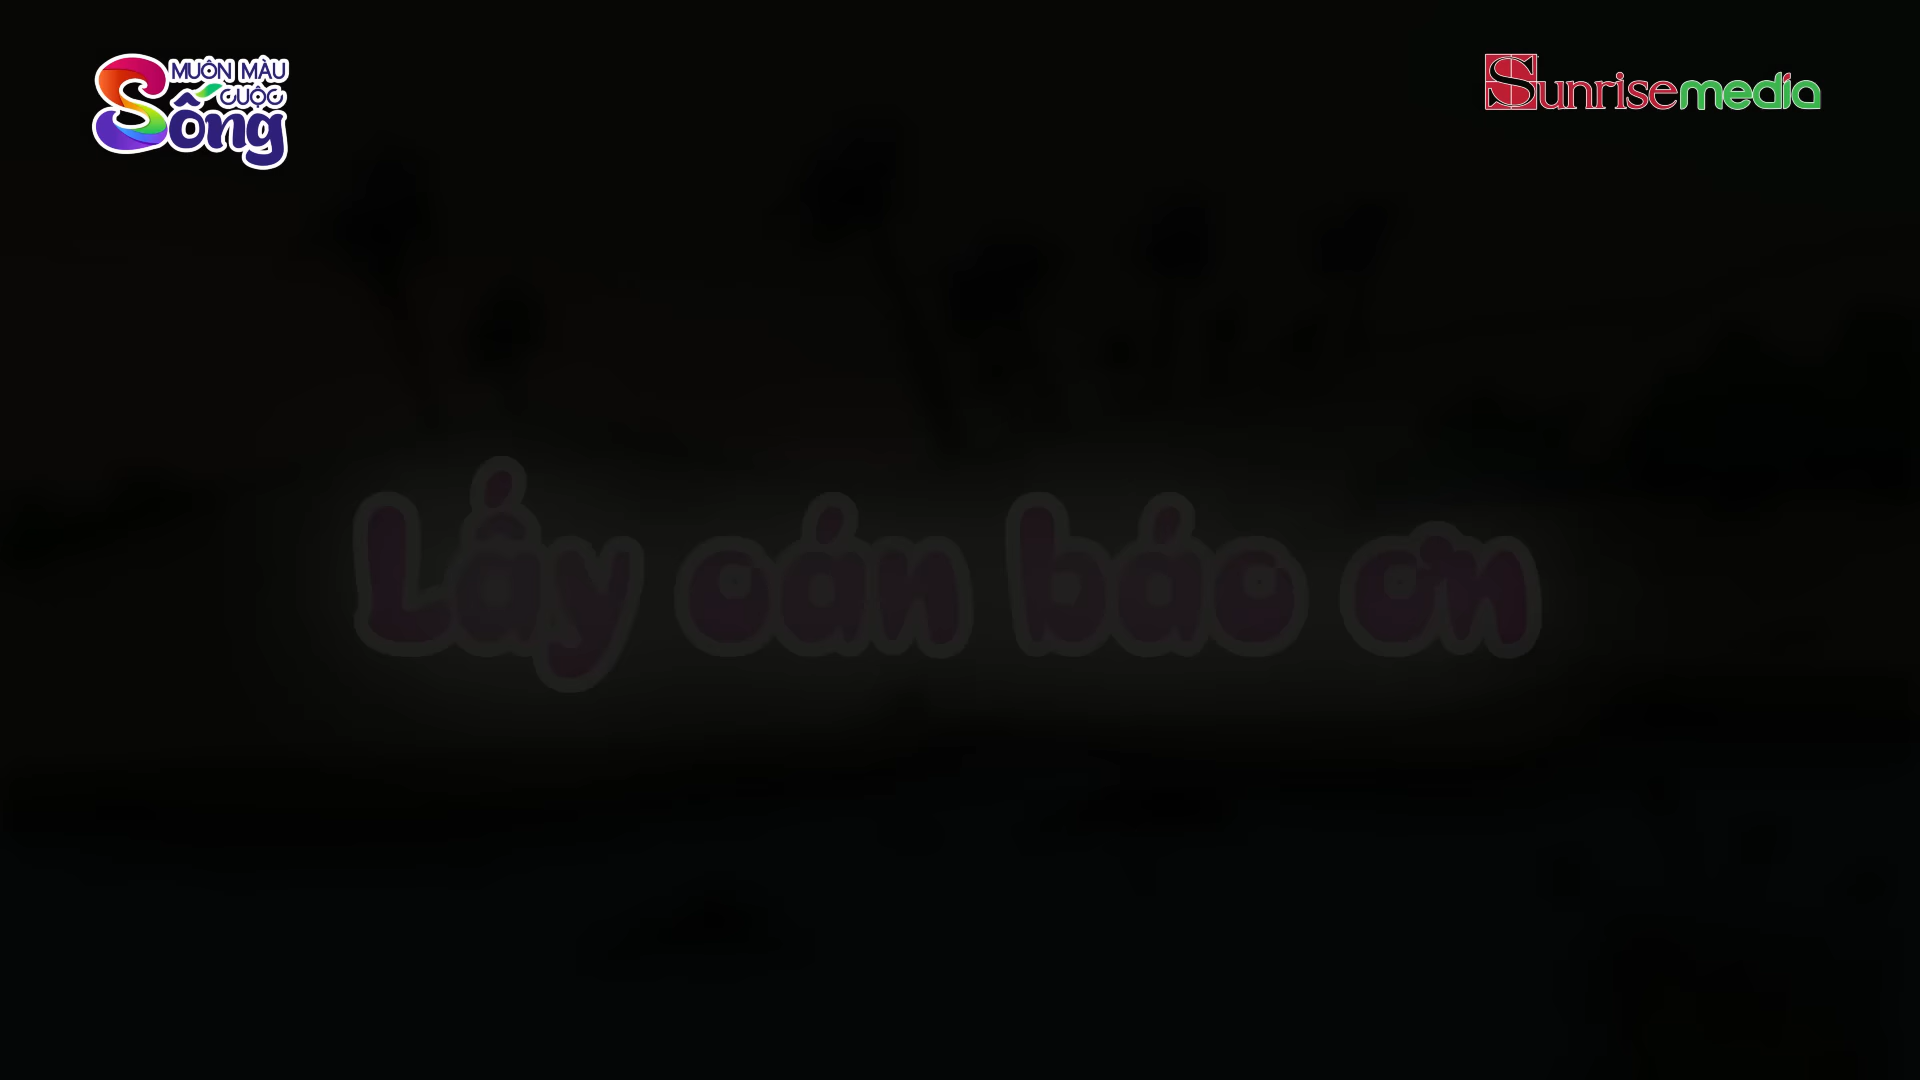 MUÔN MÀU
CUỘC
Sống
Sunrisemedia
Lấy oán báo ơn